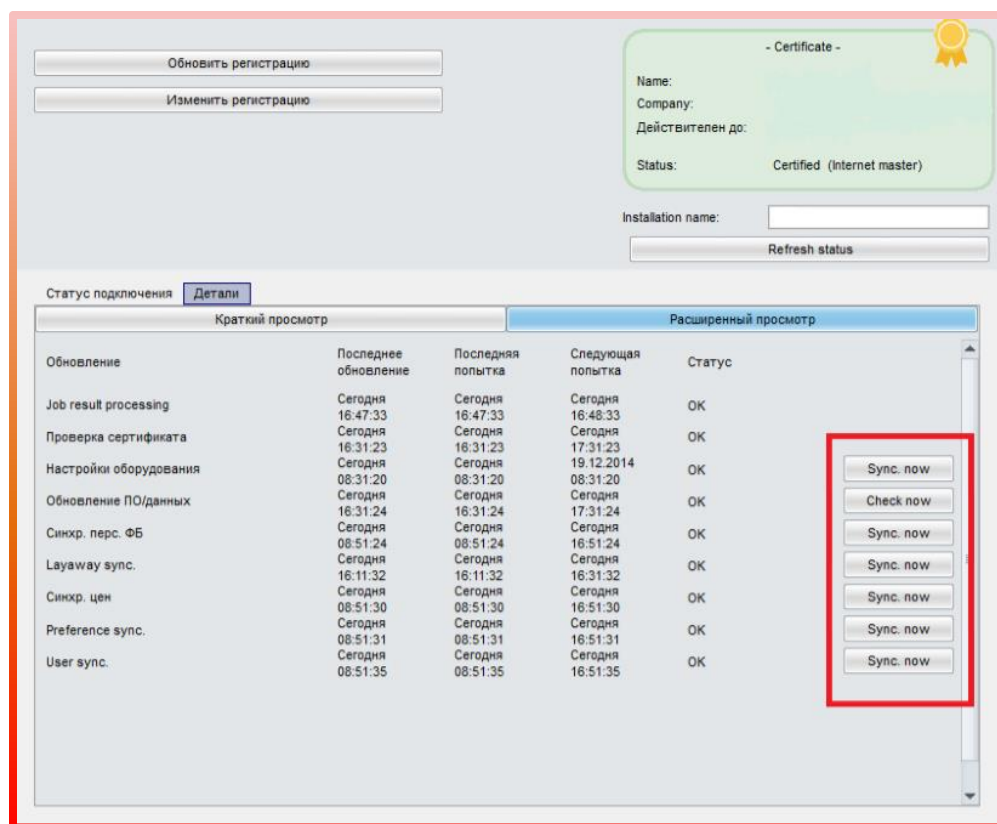 Обновить регистрацию
Изменить регистрацию
- Certificate -
Name:
Company:
Действителен до:
Status: Certified (Internet master)
Installation name:
Refresh status
Статус подключения Детали
Краткий просмотр Расширенный просмотр
Обновление Последнее обновление Последняя попытка Следующая попытка Статус
Job result processing Сегодня 16:47:33 Сегодня 16:47:33 Сегодня 16:48:33 OK
Проверка сертификата Сегодня 16:31:23 Сегодня 16:31:23 Сегодня 17:31:23 OK
Настройки оборудования Сегодня 08:31:20 Сегодня 08:31:20 19.12.2014 08:31:20 OK Sync. now
Обновление ПО/данных Сегодня 16:31:24 Сегодня 16:31:24 Сегодня 17:31:24 OK Check now
Синхр. перс. ФБ Сегодня 08:51:24 Сегодня 08:51:24 Сегодня 16:51:24 OK Sync. now
Layaway sync. Сегодня 16:11:32 Сегодня 16:11:32 Сегодня 16:31:32 OK Sync. now
Синхр. цен Сегодня 08:51:30 Сегодня 08:51:30 Сегодня 16:51:30 OK Sync. now
Preference sync. Сегодня 08:51:31 Сегодня 08:51:31 Сегодня 16:51:31 OK Sync. now
User sync. Сегодня 08:51:35 Сегодня 08:51:35 Сегодня 16:51:35 OK Sync. now